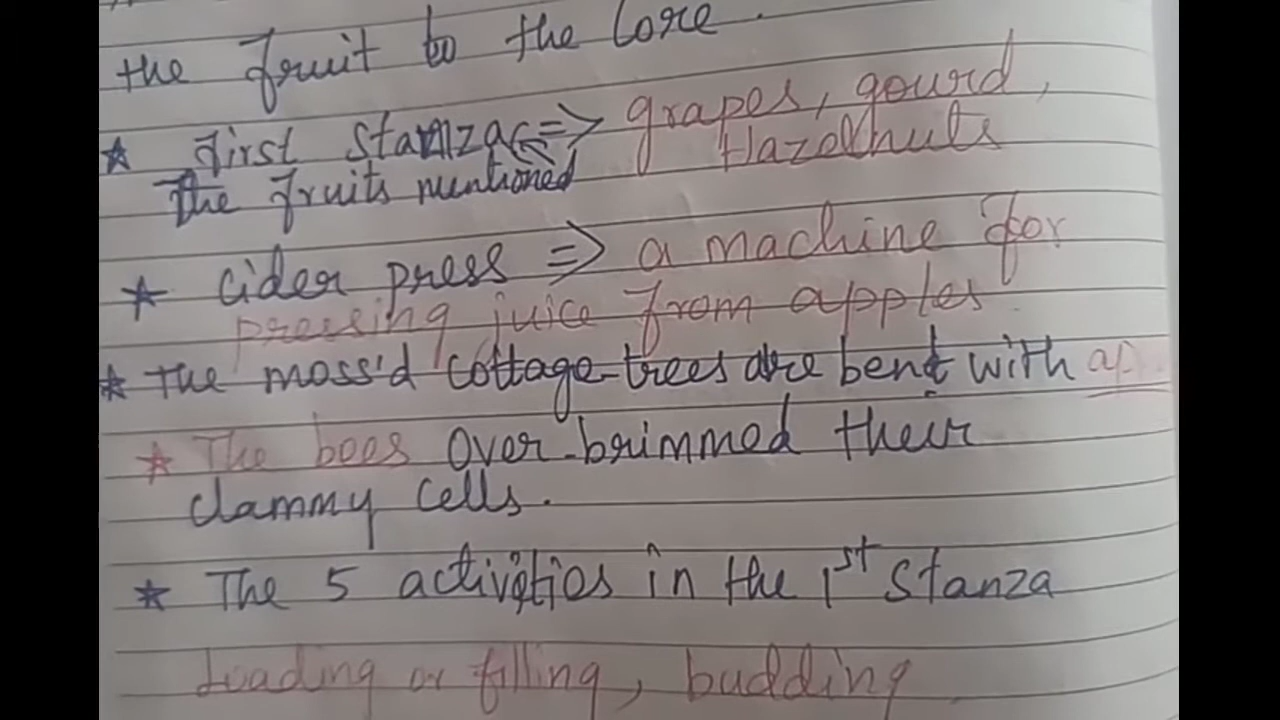 the fruit to the Core.
★ First Stanza => grapes, gourd,
Hazelnuts
The fruits mentioned
★ Cider press => a machine for
pressing juice from apples
★ The moss'd cottage-trees are bent with
★ The bees over-brimmed their
clammy cells.
★ The 5 activities in the 1st Stanza
Loading or filling, budding